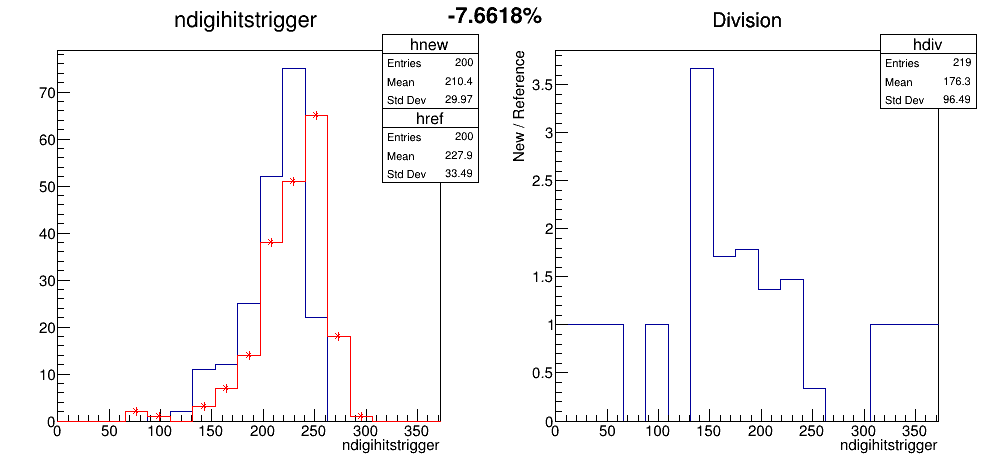 -7.6618%
ndigihitstrigger
hnew
Entries 200
Mean 210.4
Std Dev 29.97
href
Entries 200
Mean 227.9
Std Dev 33.49
70
60
50
40
30
20
10
0
0 50 100 150 200 250 300 350
ndigihitstrigger
Division
hdiv
Entries 219
Mean 176.3
Std Dev 96.49
New / Reference
3.5
3
2.5
2
1.5
1
0.5
0
0 50 100 150 200 250 300 350
ndigihitstrigger